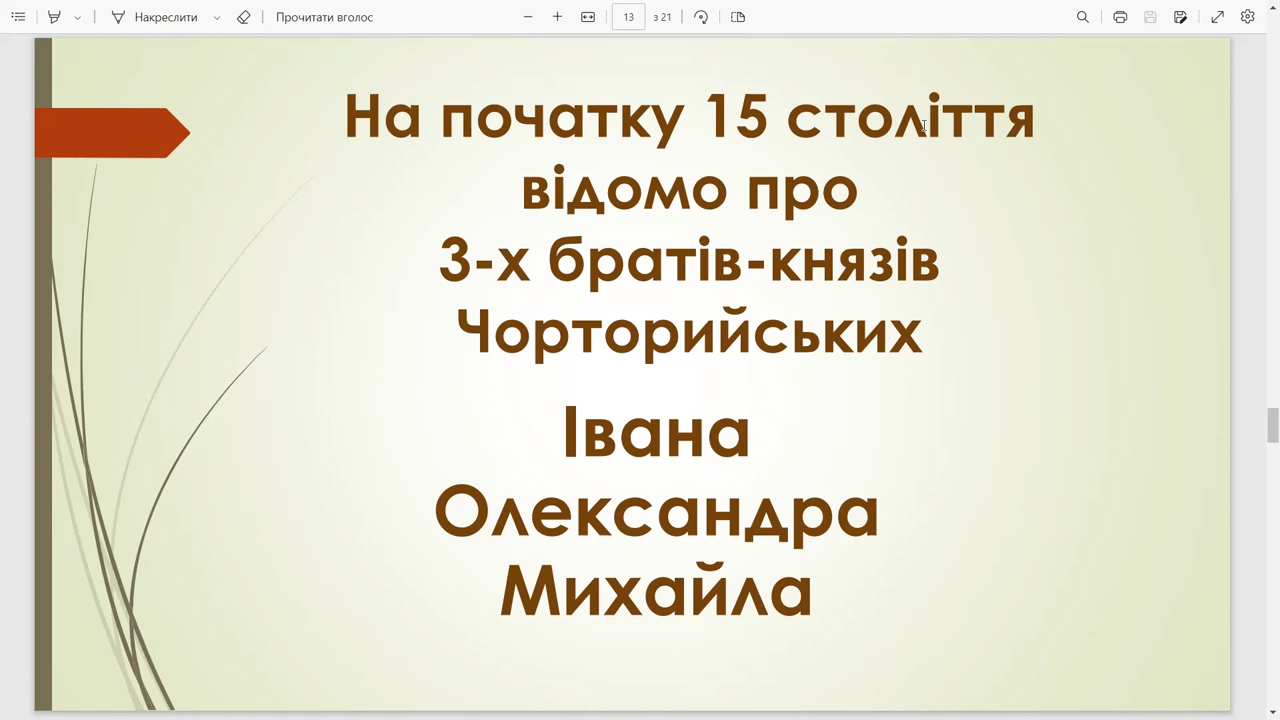 Накреслити
Прочитати вголос
13
з 21
На початку 15 століття
відомо про
3-х братів-князів
Чорторийських
Івана
Олександра
Михайла